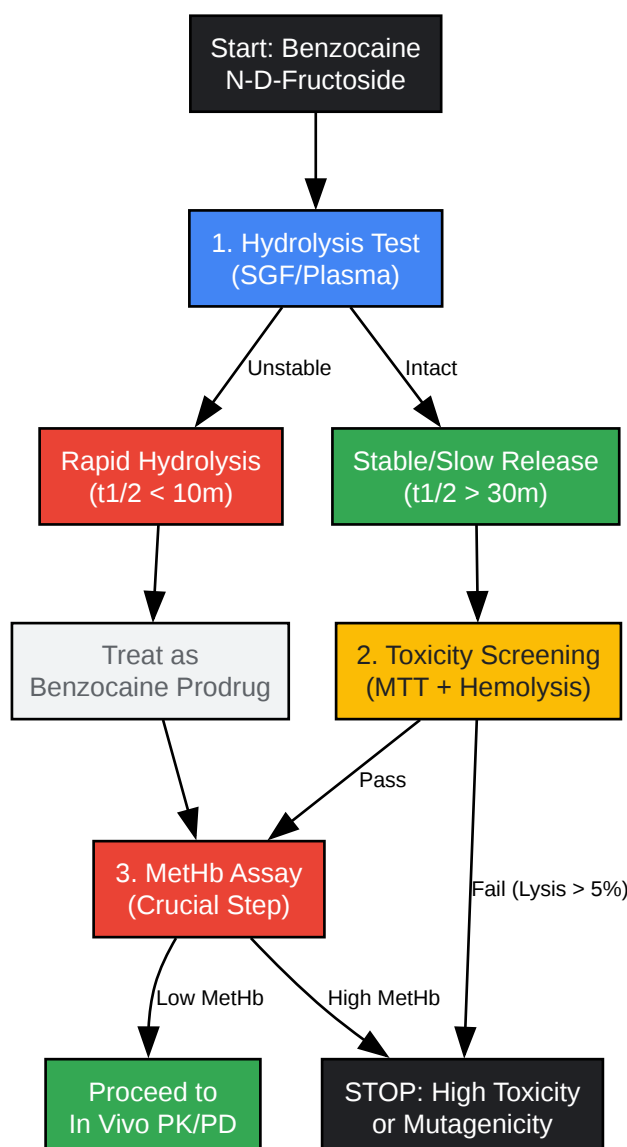 Start: Benzocaine
N-D-Fructoside
1. Hydrolysis Test
(SGF/Plasma)
Unstable
Intact
Rapid Hydrolysis
(t1/2 < 10m)
Stable/Slow Release
(t1/2 > 30m)
Treat as
Benzocaine Prodrug
2. Toxicity Screening
(MTT + Hemolysis)
Pass
3. MetHb Assay
(Crucial Step)
Fail (Lysis > 5%)
Low MetHb
High MetHb
Proceed to
In Vivo PK/PD
STOP: High Toxicity
or Mutagenicity